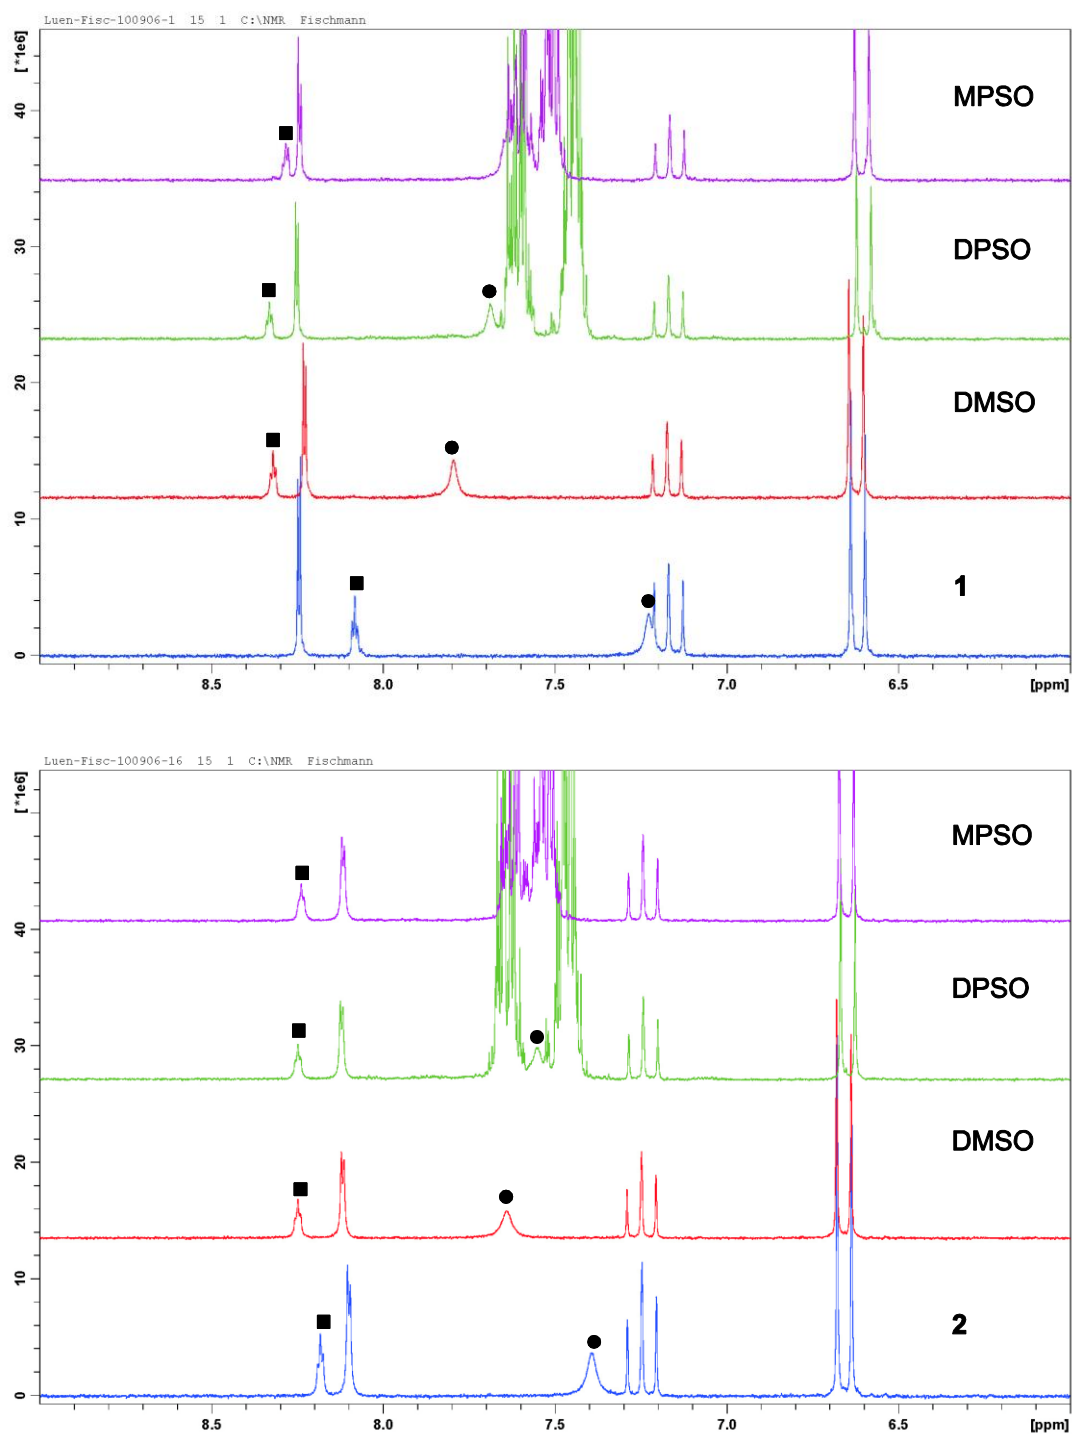 Luen-Fisc-100906-1 15 1 C:\NMR Fischmann
[*1e6]
MPSO
40
DPSO
30
DMSO
20
10
1
0
8.5 8.0 7.5 7.0 6.5 [ppm]
Luen-Fisc-100906-16 15 1 C:\NMR Fischmann
[*1e6]
MPSO
40
DPSO
30
DMSO
20
10
2
0
8.5 8.0 7.5 7.0 6.5 [ppm]